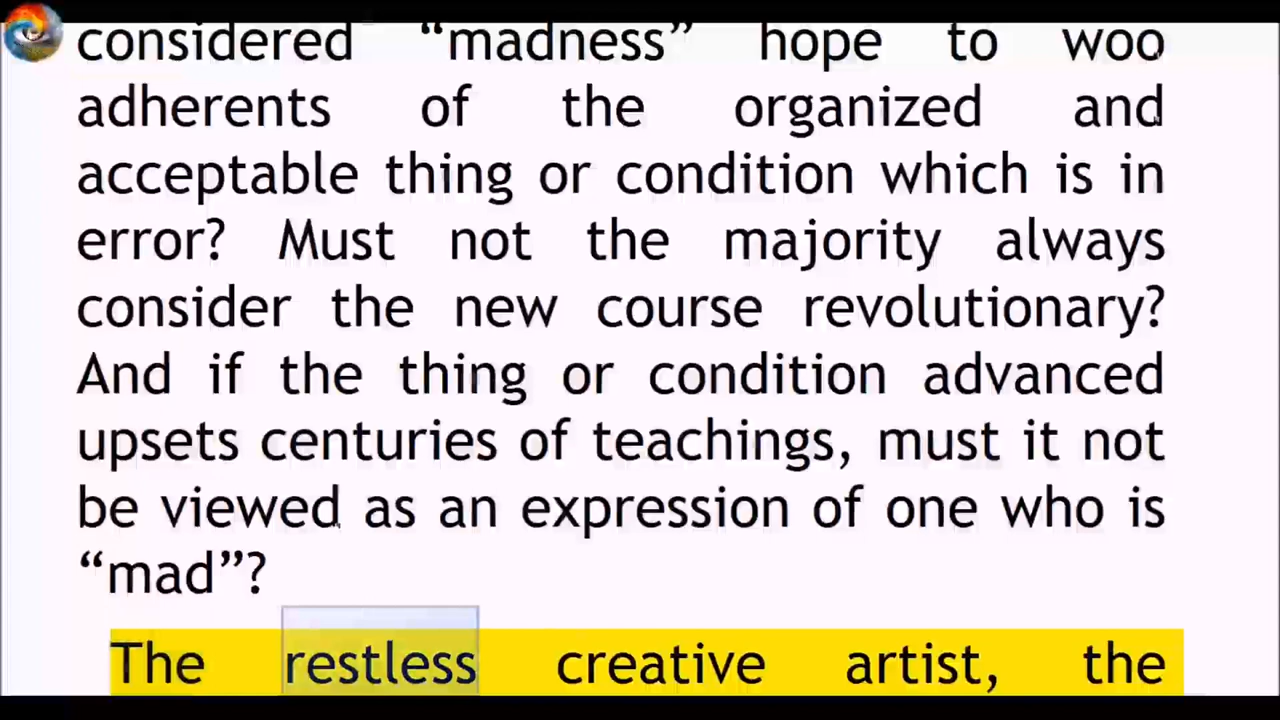 considered “madness” hope to woo
adherents of the organized and
acceptable thing or condition which is in
error? Must not the majority always
consider the new course revolutionary?
And if the thing or condition advanced
upsets centuries of teachings, must it not
be viewed as an expression of one who is
“mad”?
The restless creative artist, the